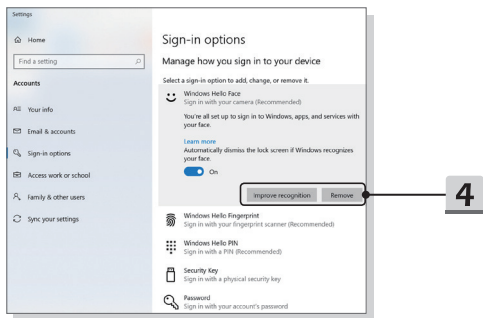 Settings
Home
Find a setting
Accounts
Your info
Email & accounts
Sign-in options
Access work or school
Family & other users
Sync your settings
Sign-in options
Manage how you sign in to your device
Select a sign-in option to add, change, or remove it.
Windows Hello Face
Sign in with your camera (Recommended)
You're all set up to sign in to Windows, apps, and services with
your face.
Learn more
Automatically dismiss the lock screen if Windows recognizes
your face.
On
Improve recognition Remove
Windows Hello Fingerprint
Sign in with your fingerprint scanner (Recommended)
Windows Hello PIN
Sign in with a PIN (Recommended)
Security Key
Sign in with a physical security key
Password
Sign in with your account's password
4